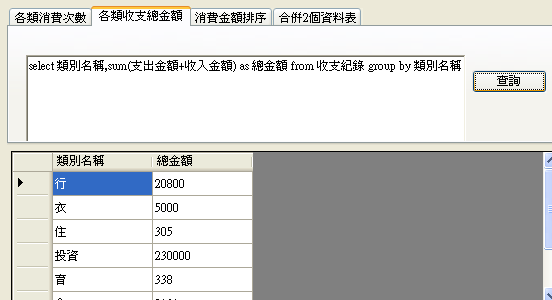 各類消費次數 各類收支總金額 消費金額排序 合併2個資料表
select 類別名稱,sum(支出金額+收入金額) as 總金額 from 收支紀錄 group by 類別名稱
查詢
類別名稱 總金額
行 20800
衣 5000
住 305
投資 230000
育 338